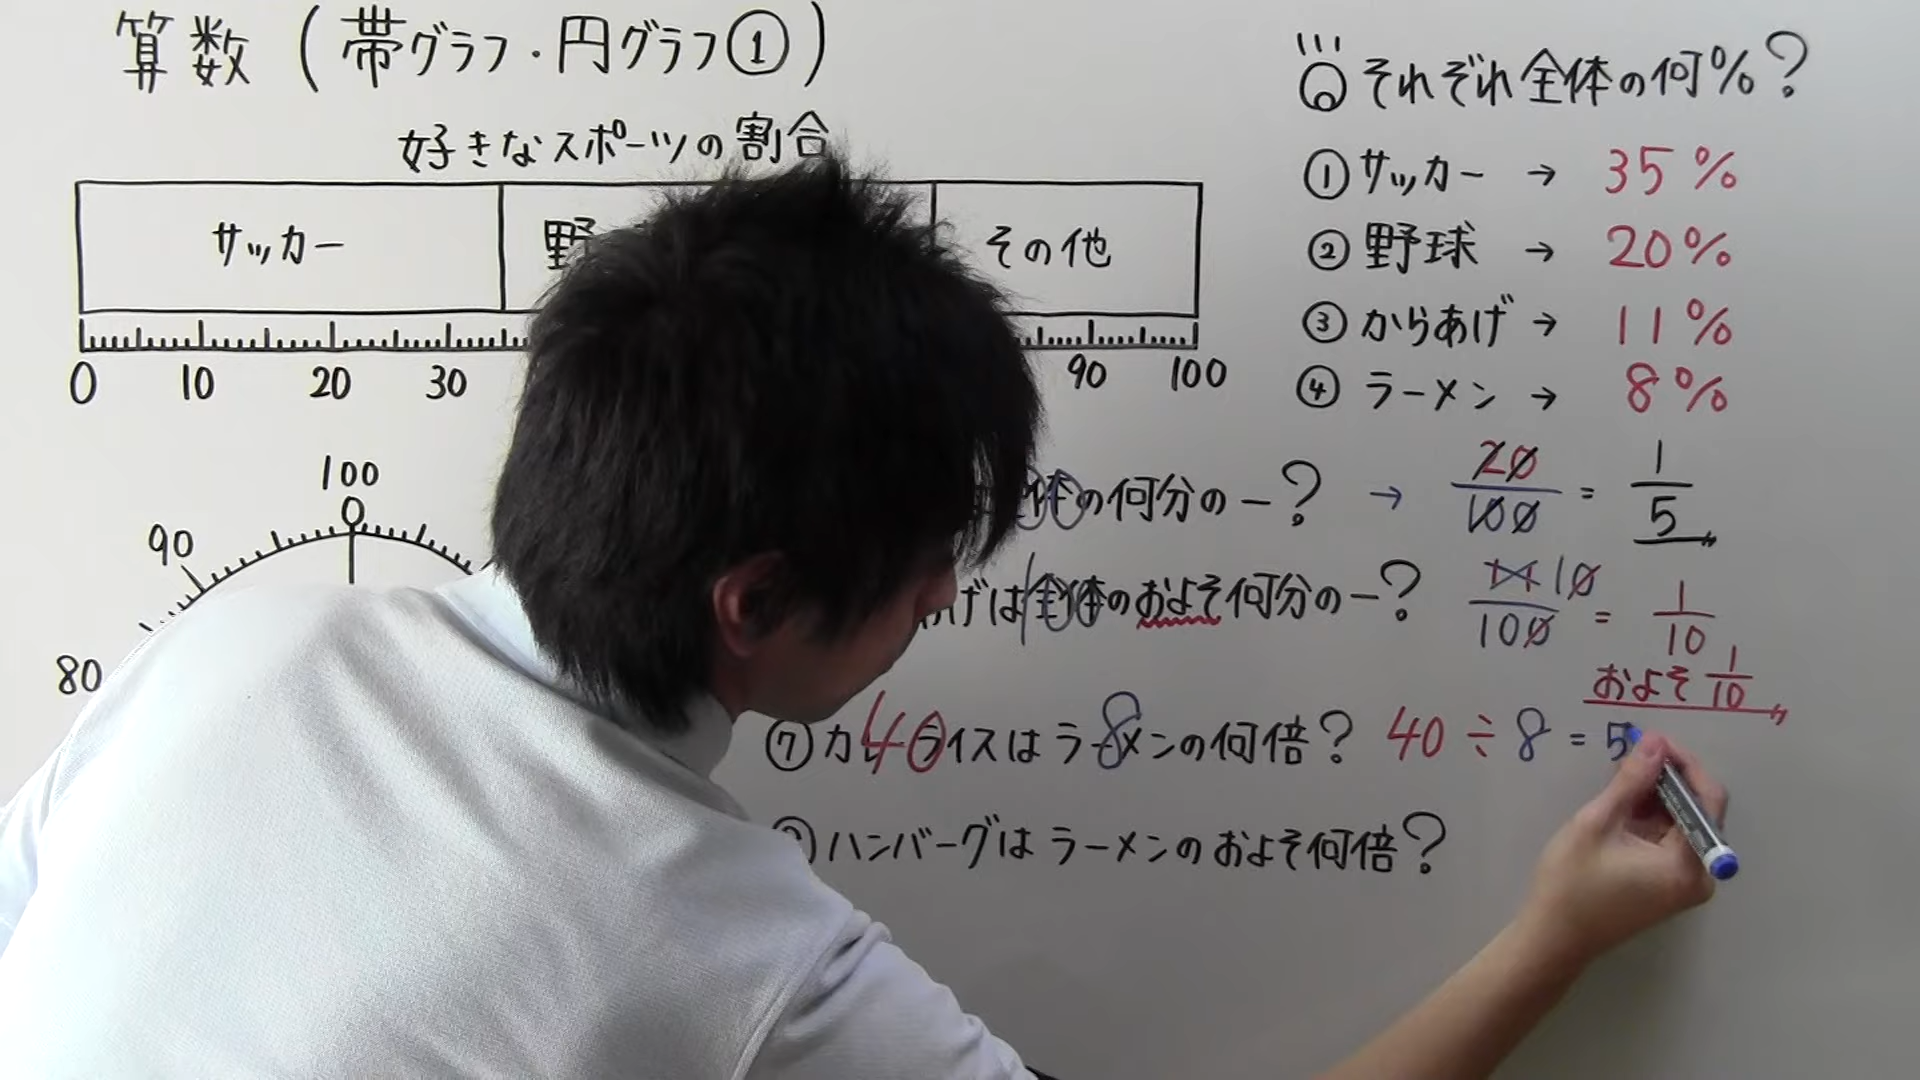 算数(帯グラフ・円グラフ①)
好きなスポーツの割合
サッカー 野 その他
0 10 20 30 90 100
100
0
90
80
問 それぞれ全体の何%?
① サッカー → 35%
② 野球 → 20%
③ からあげ → 11%
④ ラーメン → 8%
の何分の一? → 20/100 = 1/5
げは全体のおよそ何分の一? 11 10/100 = 1/10
およそ 1/10
⑦ カレーライスはラーメンの何倍? 40 ÷ 8 = 5
ハンバーグはラーメンのおよそ何倍?